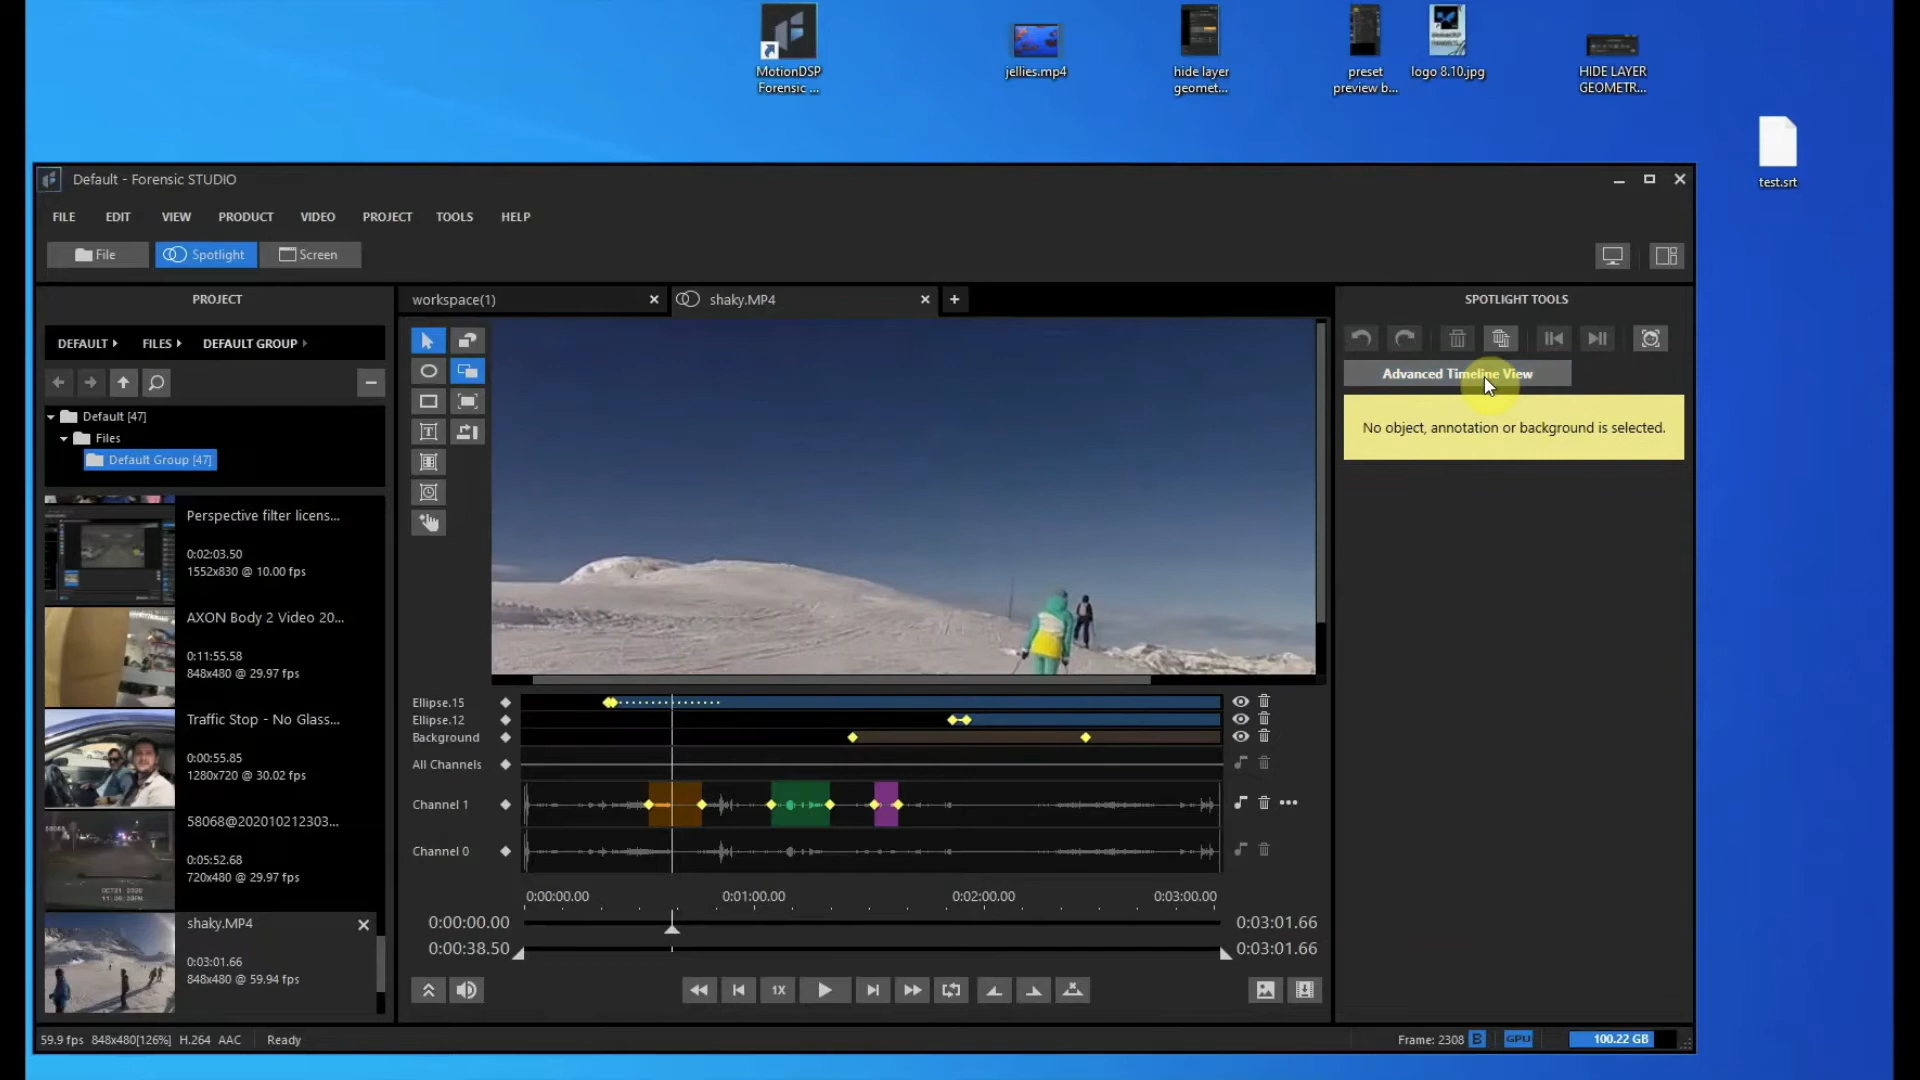 MotionDSP
Forensic ...
jellies.mp4
hide layer
geomet...
preset
preview b...
logo 8.10.jpg
HIDE LAYER
GEOMETR...
test.srt
Default - Forensic STUDIO
FILE EDIT VIEW PRODUCT VIDEO PROJECT TOOLS HELP
File Spotlight Screen
PROJECT
DEFAULT FILES DEFAULT GROUP
Default [47]
Files
Default Group [47]
Perspective filter licens...
0:02:03.50
1552x830 @ 10.00 fps
AXON Body 2 Video 20...
0:11:55.58
848x480 @ 29.97 fps
Traffic Stop - No Glass...
0:00:55.85
1280x720 @ 30.02 fps
58068@202010212303...
0:05:52.68
720x480 @ 29.97 fps
shaky.MP4
0:03:01.66
848x480 @ 59.94 fps
workspace(1)
shaky.MP4
Ellipse.15
Ellipse.12
Background
All Channels
Channel 1
Channel 0
0:00:00.00 0:01:00.00 0:02:00.00 0:03:00.00
0:00:00.00 0:03:01.66
0:00:38.50 0:03:01.66
1X
SPOTLIGHT TOOLS
Advanced Timeline View
No object, annotation or background is selected.
59.9 fps 848x480[126%] H.264 AAC Ready
Frame: 2308 B GPU 100.22 GB